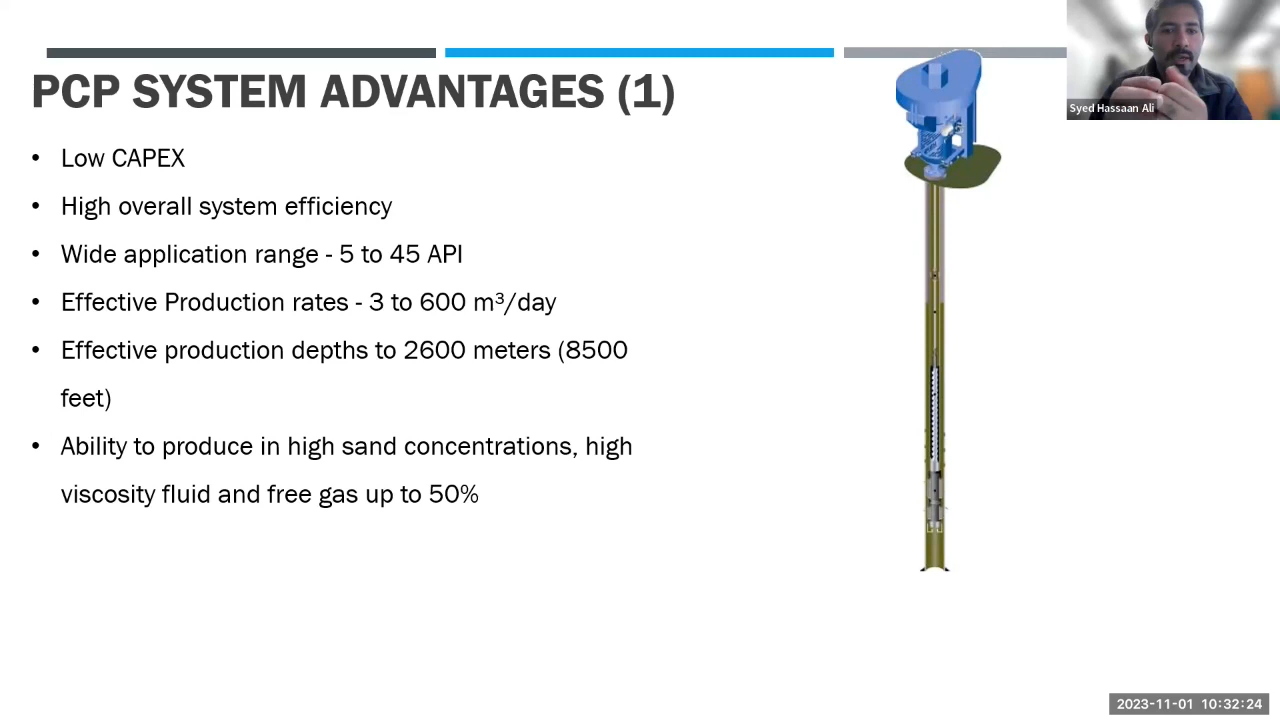 PCP SYSTEM ADVANTAGES (1)
Syed Hassaan Ali
• Low CAPEX
• High overall system efficiency
• Wide application range - 5 to 45 API
• Effective Production rates - 3 to 600 m³/day
• Effective production depths to 2600 meters (8500
feet)
• Ability to produce in high sand concentrations, high
viscosity fluid and free gas up to 50%
2023-11-01 10:32:24